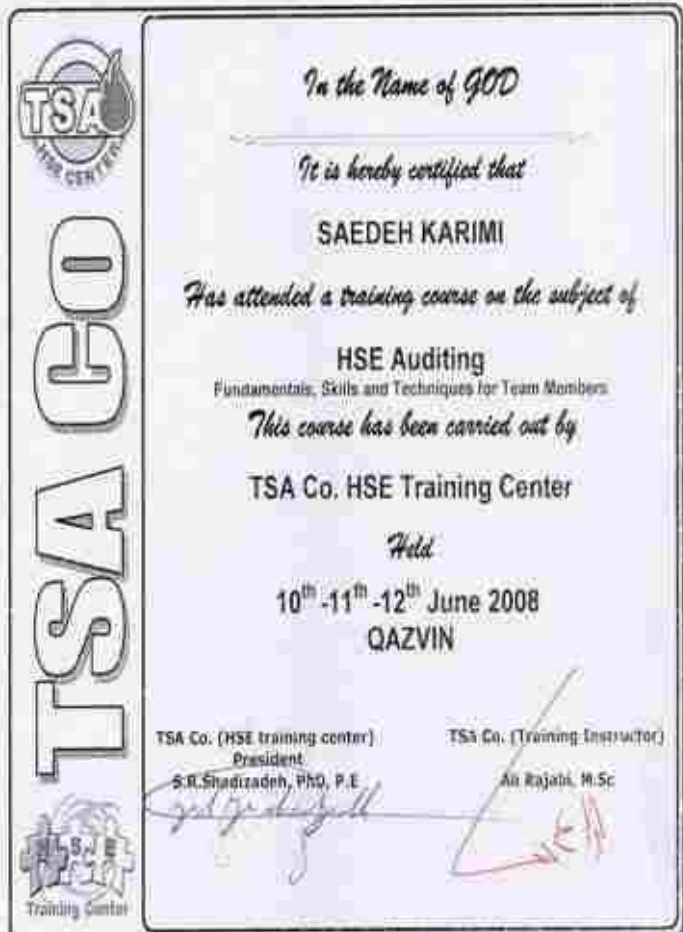 TSA
HSE CENTER
TSA CO
Training Center
In the Name of GOD
It is hereby certified that
SAEDEH KARIMI
Has attended a training course on the subject of
HSE Auditing
Fundamentals, Skills and Techniques for Team Members
This course has been carried out by
TSA Co. HSE Training Center
Held
10th -11th -12th June 2008
QAZVIN
TSA Co. (HSE training center)
President
S.R.Shadizadeh, PhD, P.E
TSA Co. (Training Instructor)
Ali Rajabi, M.Sc